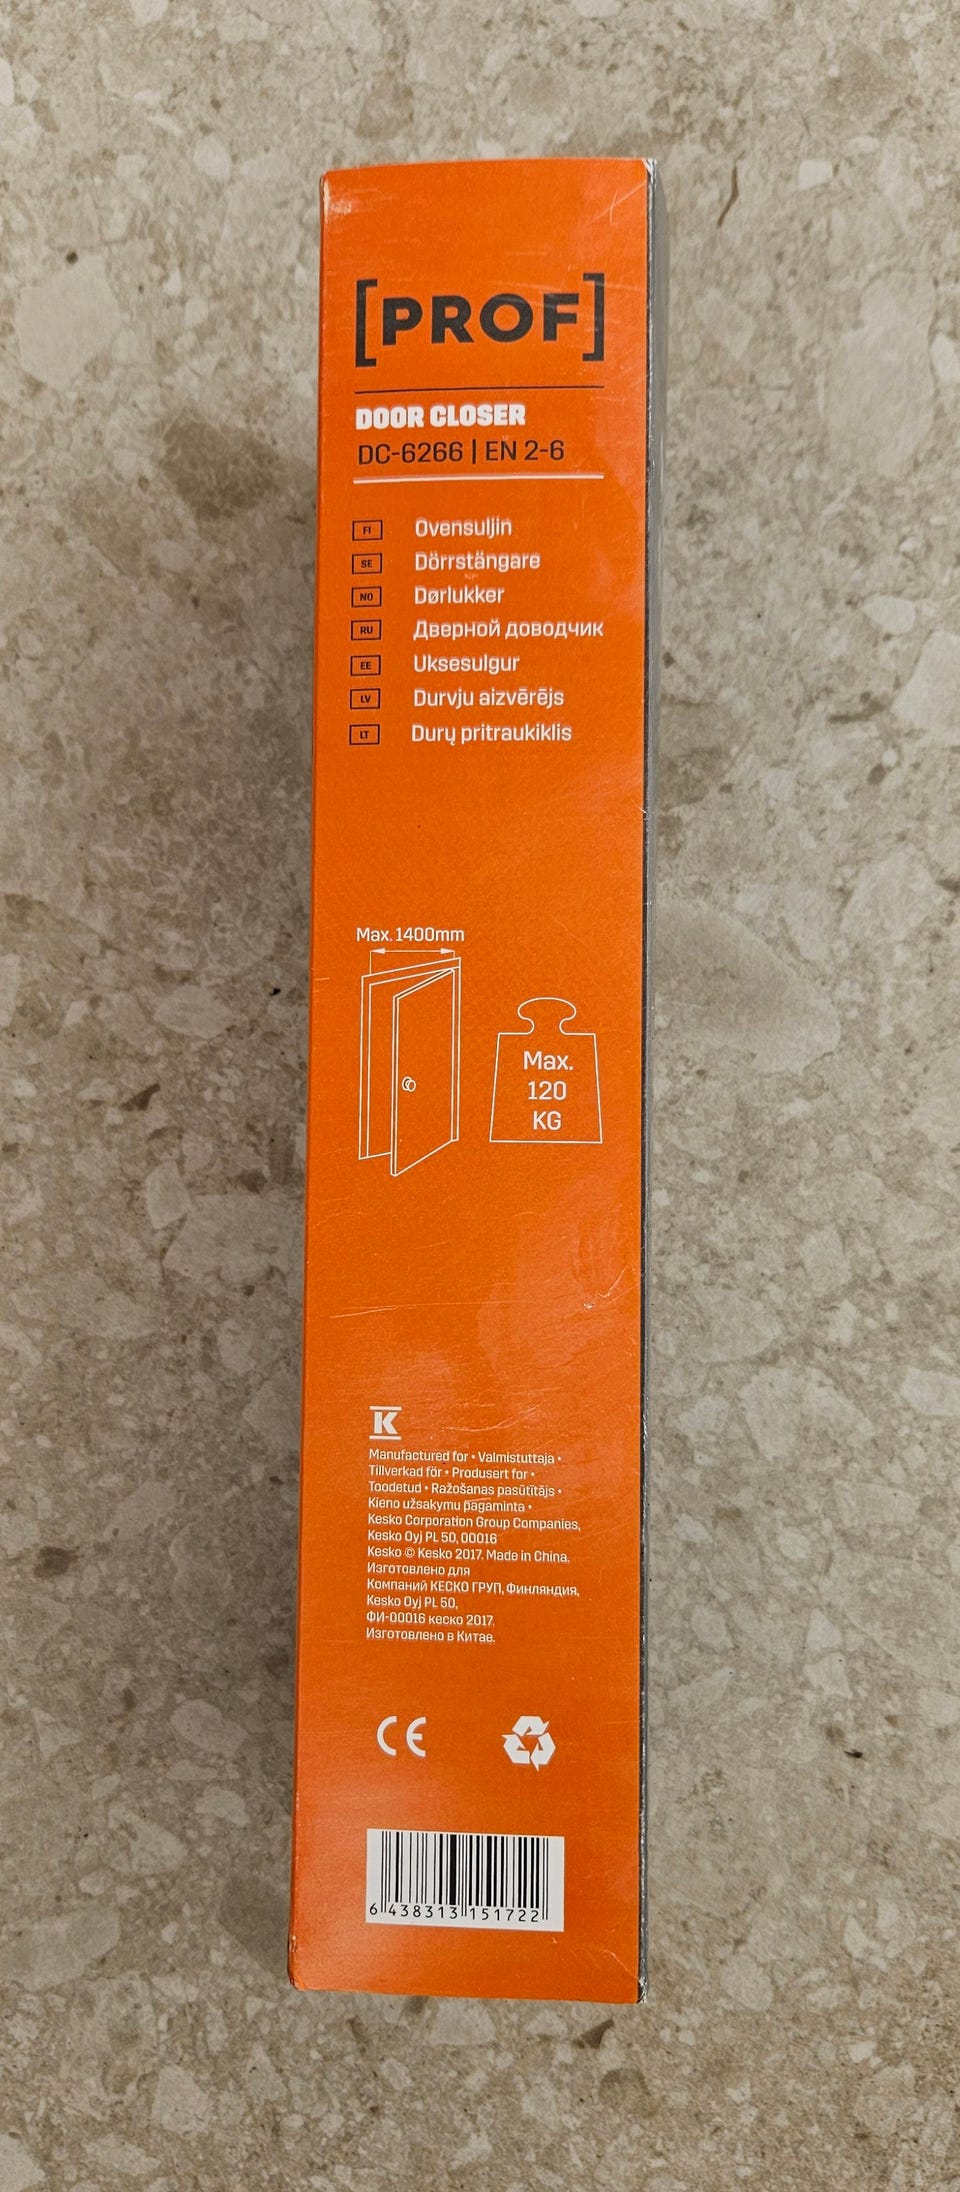 [PROF]
DOOR CLOSER
DC-6266 | EN 2-6
FI Ovensuljin
SE Dörrstängare
NO Dørlukker
RU Дверной доводчик
EE Uksesulgur
LV Durvju aizvērējs
LT Durų pritraukiklis
Max. 1400mm
Max.
120
KG
K
Manufactured for • Valmistuttaja •
Tillverkad för • Produsert for •
Toodetud • Ražošanas pasūtītājs •
Kieno užsakymu pagaminta •
Kesko Corporation Group Companies,
Kesko Oyj PL 50, 00016
Kesko © Kesko 2017. Made in China.
Изготовлено для
Компаний КЕСКО ГРУП, Финляндия,
Kesko Oyj PL 50,
ФИ-00016 кеско 2017.
Изготовлено в Китае.
CE
6 438313 151722